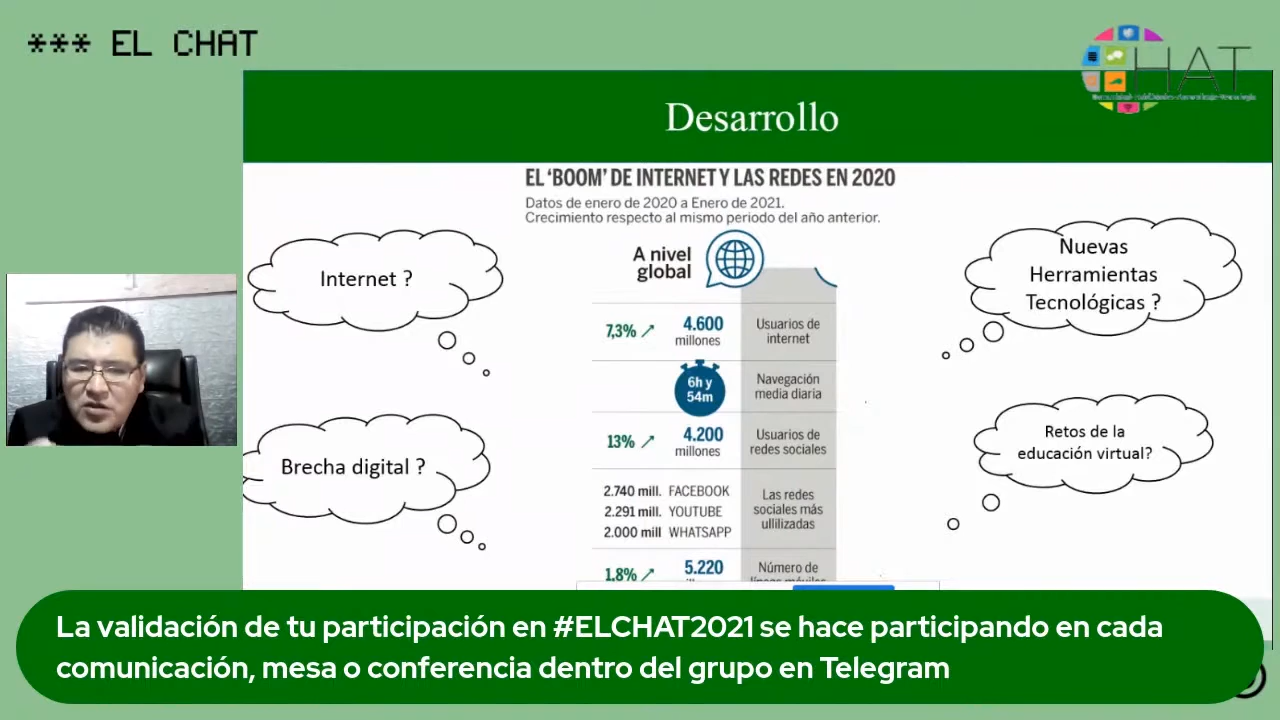 *** EL CHAT
HAT
Desarrollo
EL ‘BOOM’ DE INTERNET Y LAS REDES EN 2020
Datos de enero de 2020 a Enero de 2021.
Crecimiento respecto al mismo periodo del año anterior.
A nivel
global
Internet ?
Nuevas
Herramientas
Tecnológicas ?
7,3%
4.600
millones
Usuarios de
internet
6h y
54m
Navegación
media diaria
13%
4.200
millones
Usuarios de
redes sociales
Brecha digital ?
Retos de la
educación virtual?
2.740 mill. FACEBOOK
2.291 mill. YOUTUBE
2.000 mill WHATSAPP
Las redes
sociales más
ullilizadas
1,8%
5.220
Número de
líneas móviles
La validación de tu participación en #ELCHAT2021 se hace participando en cada
comunicación, mesa o conferencia dentro del grupo en Telegram